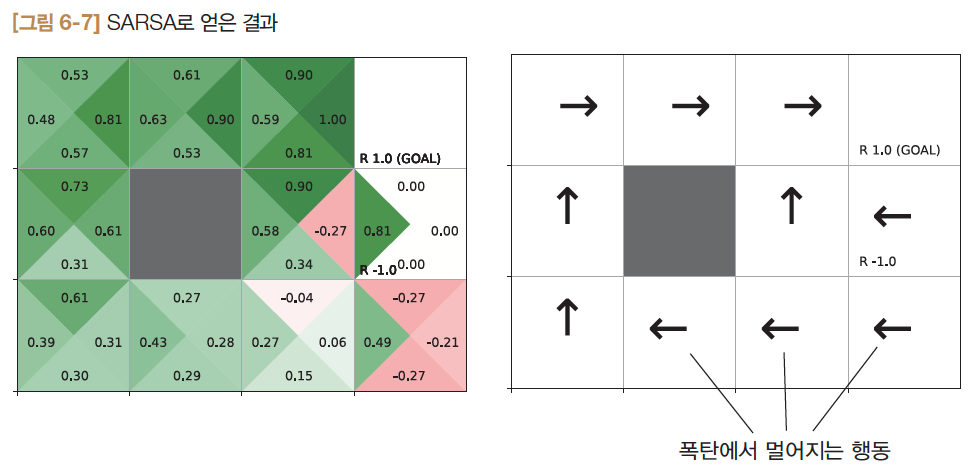 [그림 6-7] SARSA로 얻은 결과
0.53 0.61 0.90
0.48 0.81 0.63 0.90 0.59 1.00
0.57 0.53 0.81
R 1.0 (GOAL)
0.73 0.90 0.00
0.60 0.61 0.58 -0.27 0.81 0.00
0.31 0.34 R -1.0 0.00
0.61 0.27 -0.04 -0.27
0.39 0.31 0.43 0.28 0.27 0.06 0.49 -0.21
0.30 0.29 0.15 -0.27
→ → →
R 1.0 (GOAL)
↑ ↑ ←
R -1.0
↑ ← ← ←
폭탄에서 멀어지는 행동